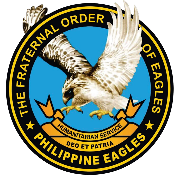 THE FRATERNAL ORDER OF EAGLES
HUMANITARIAN SERVICE
DEO ET PATRIA
PHILIPPINE EAGLES